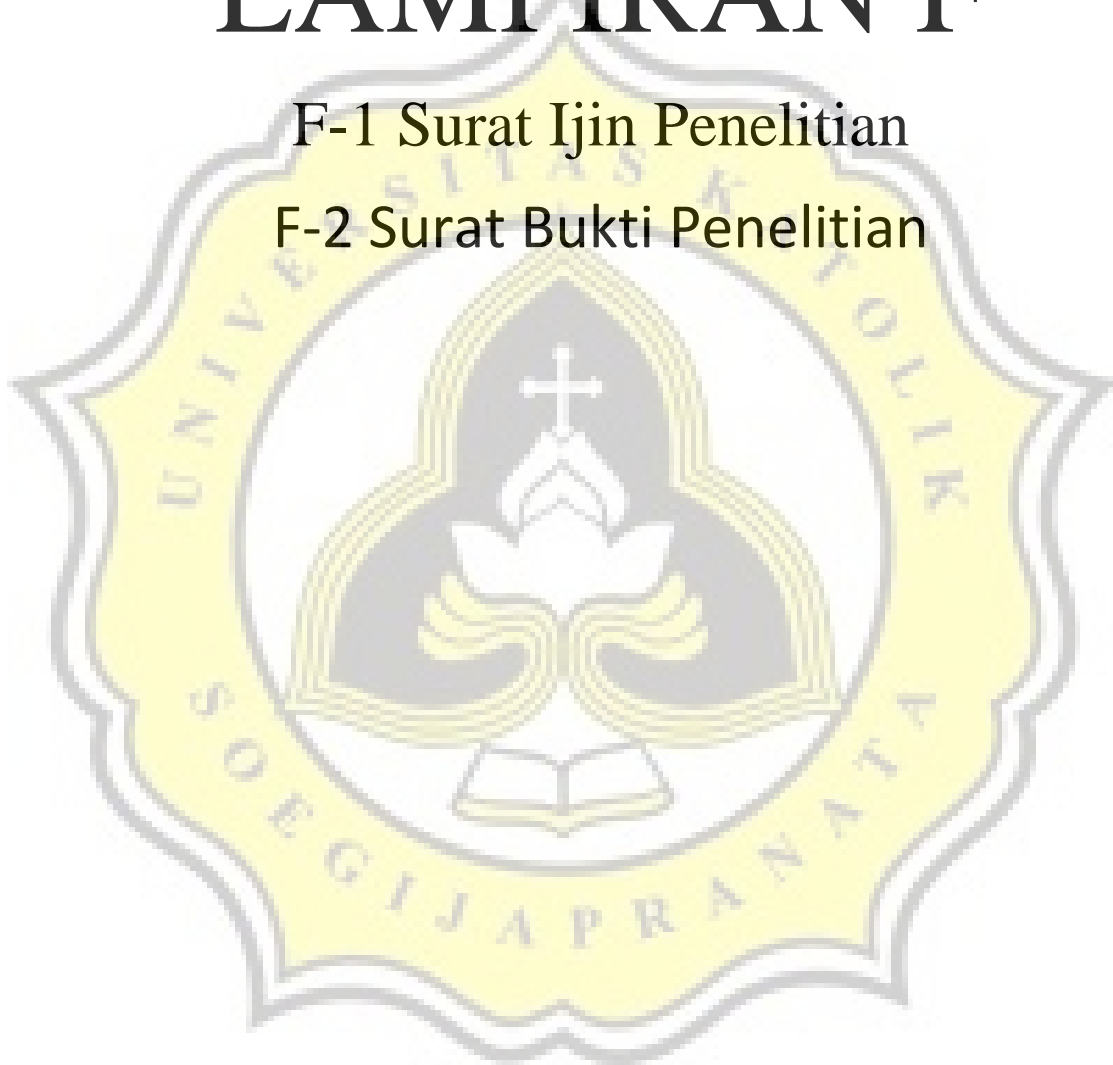 LAMPIRAN F
F-1 Surat Ijin Penelitian
F-2 Surat Bukti Penelitian
UNIVERSITAS KATOLIK
SOEGIJAPRANATA